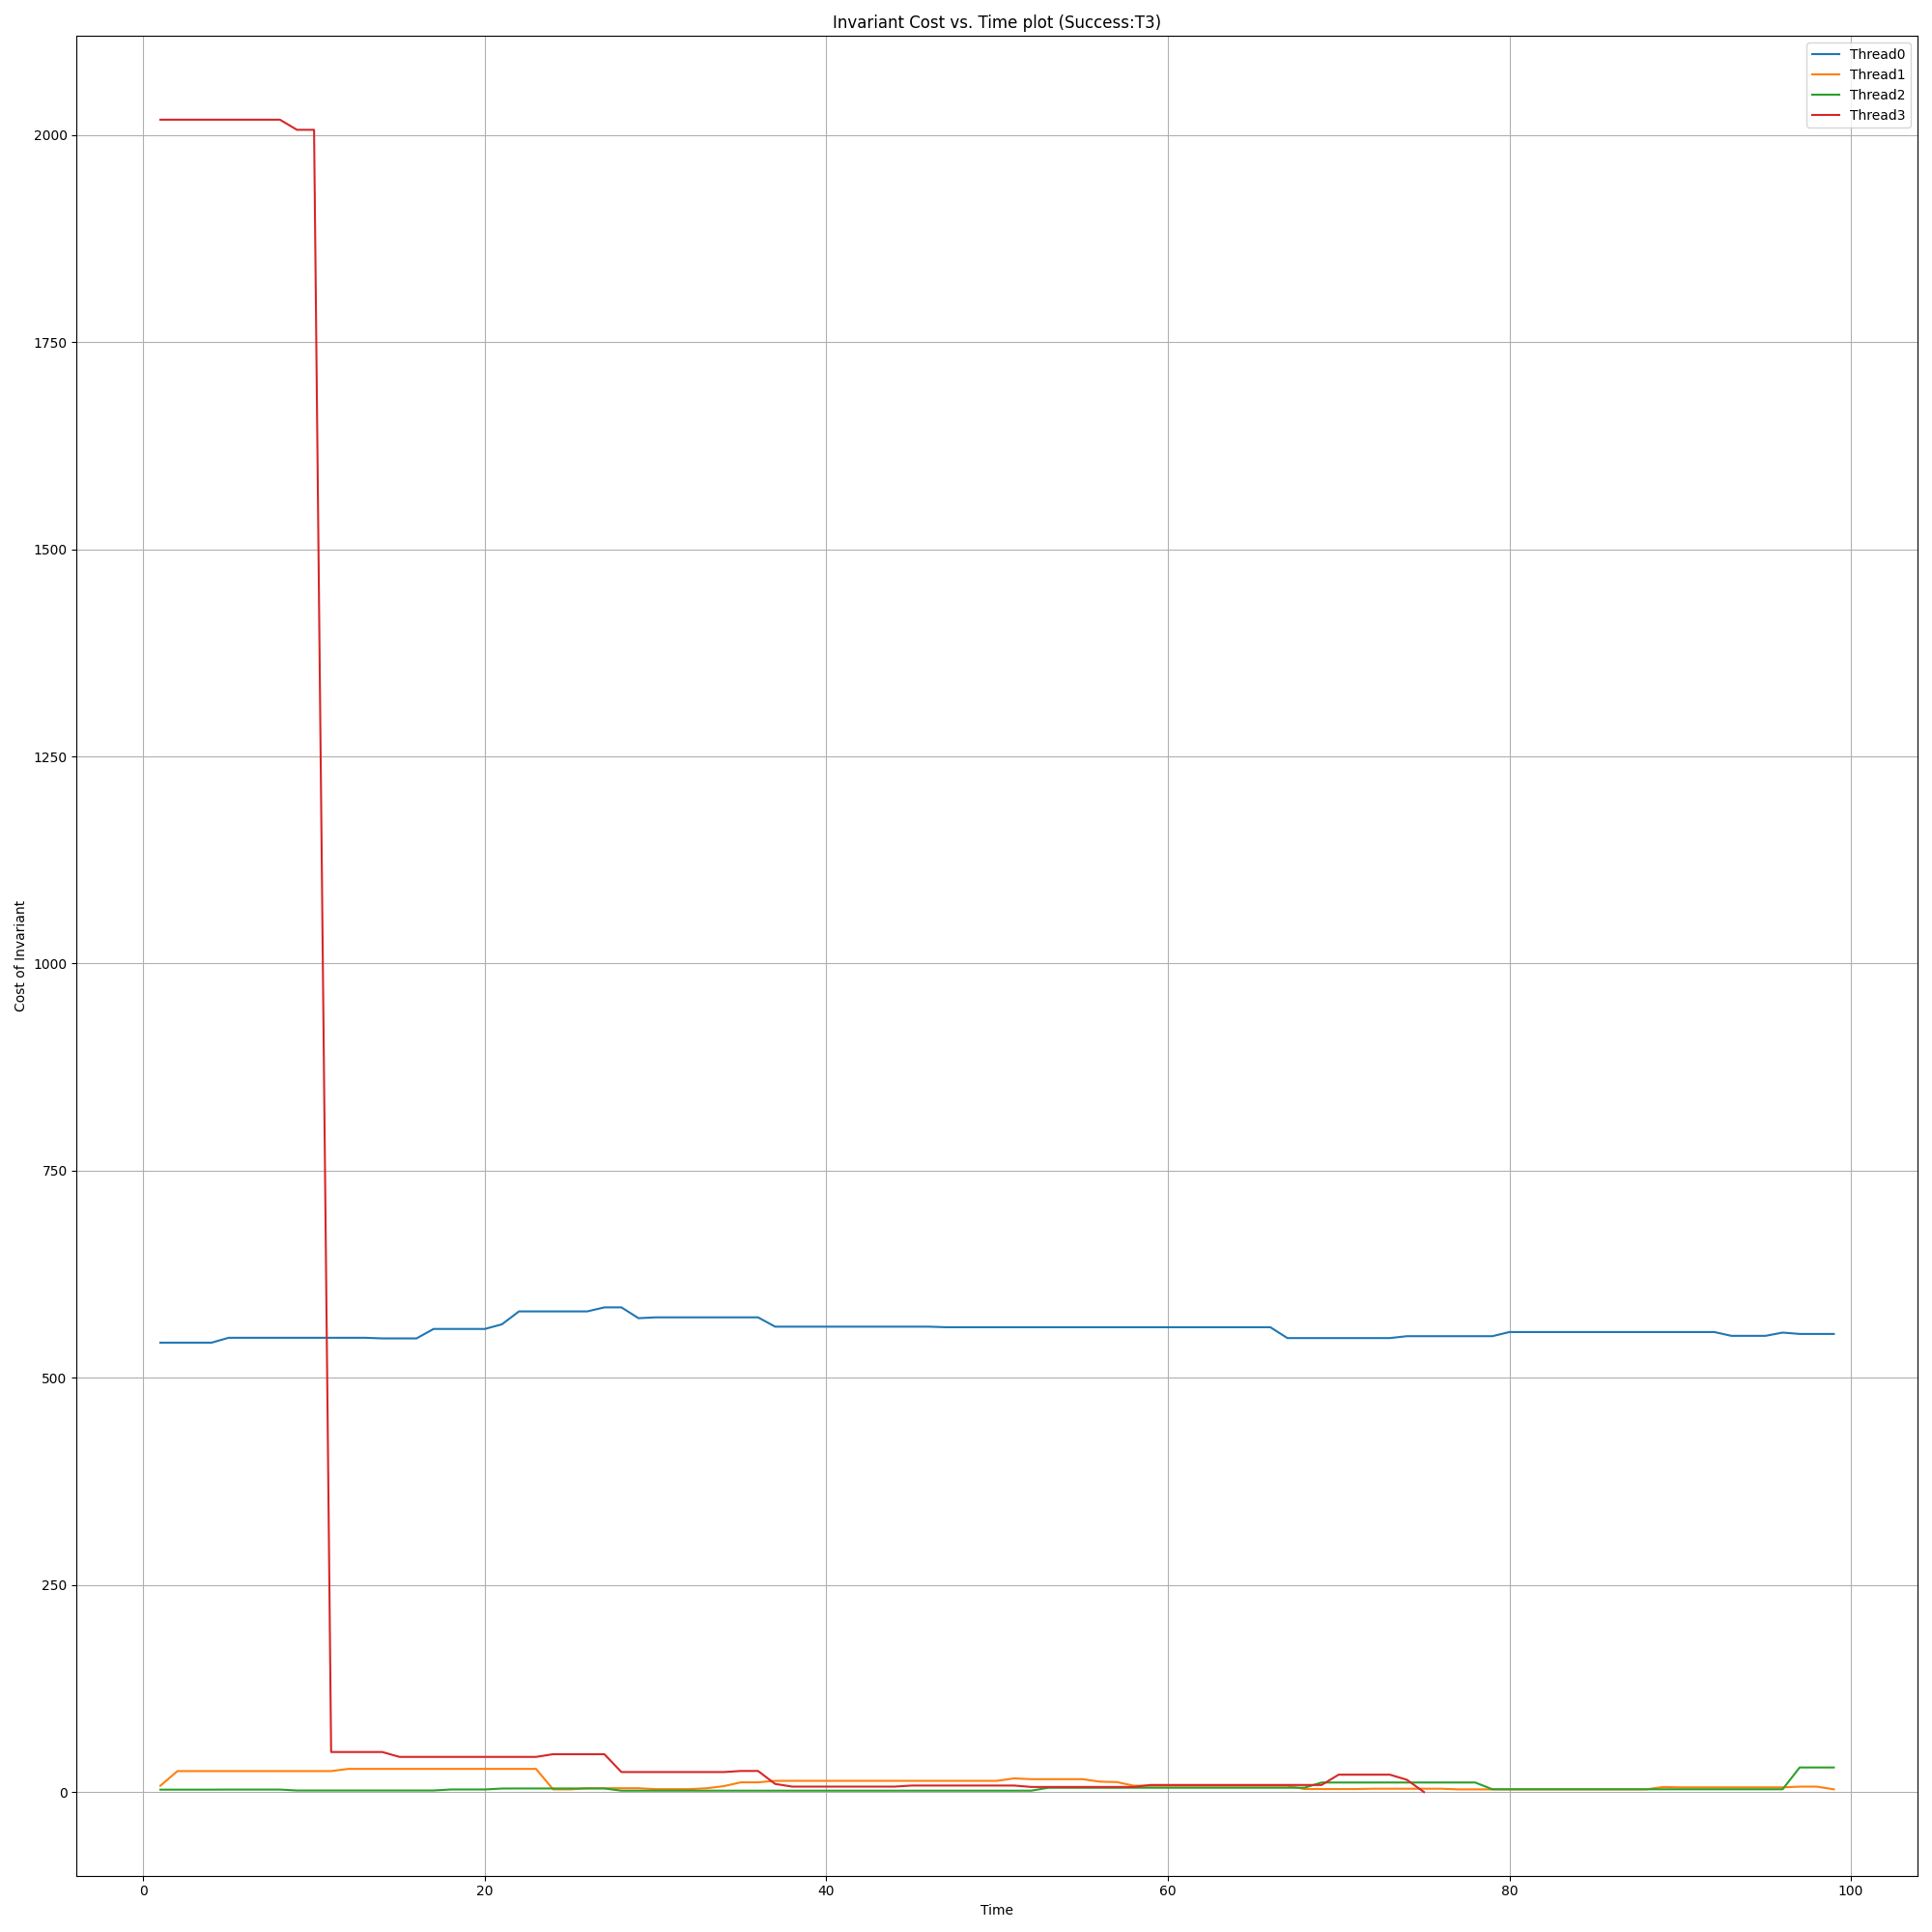 Invariant Cost vs. Time plot (Success:T3)
Thread0
Thread1
Thread2
Thread3
2000
1750
1500
1250
1000
750
500
250
0
Cost of Invariant
0 20 40 60 80 100
Time